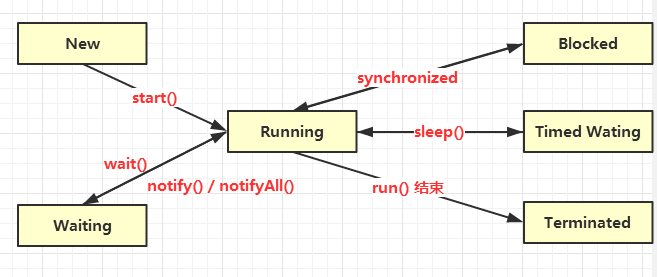 New
Blocked
synchronized
start()
Running
sleep()
Timed Wating
wait()
notify() / notifyAll()
run() 结束
Waiting
Terminated